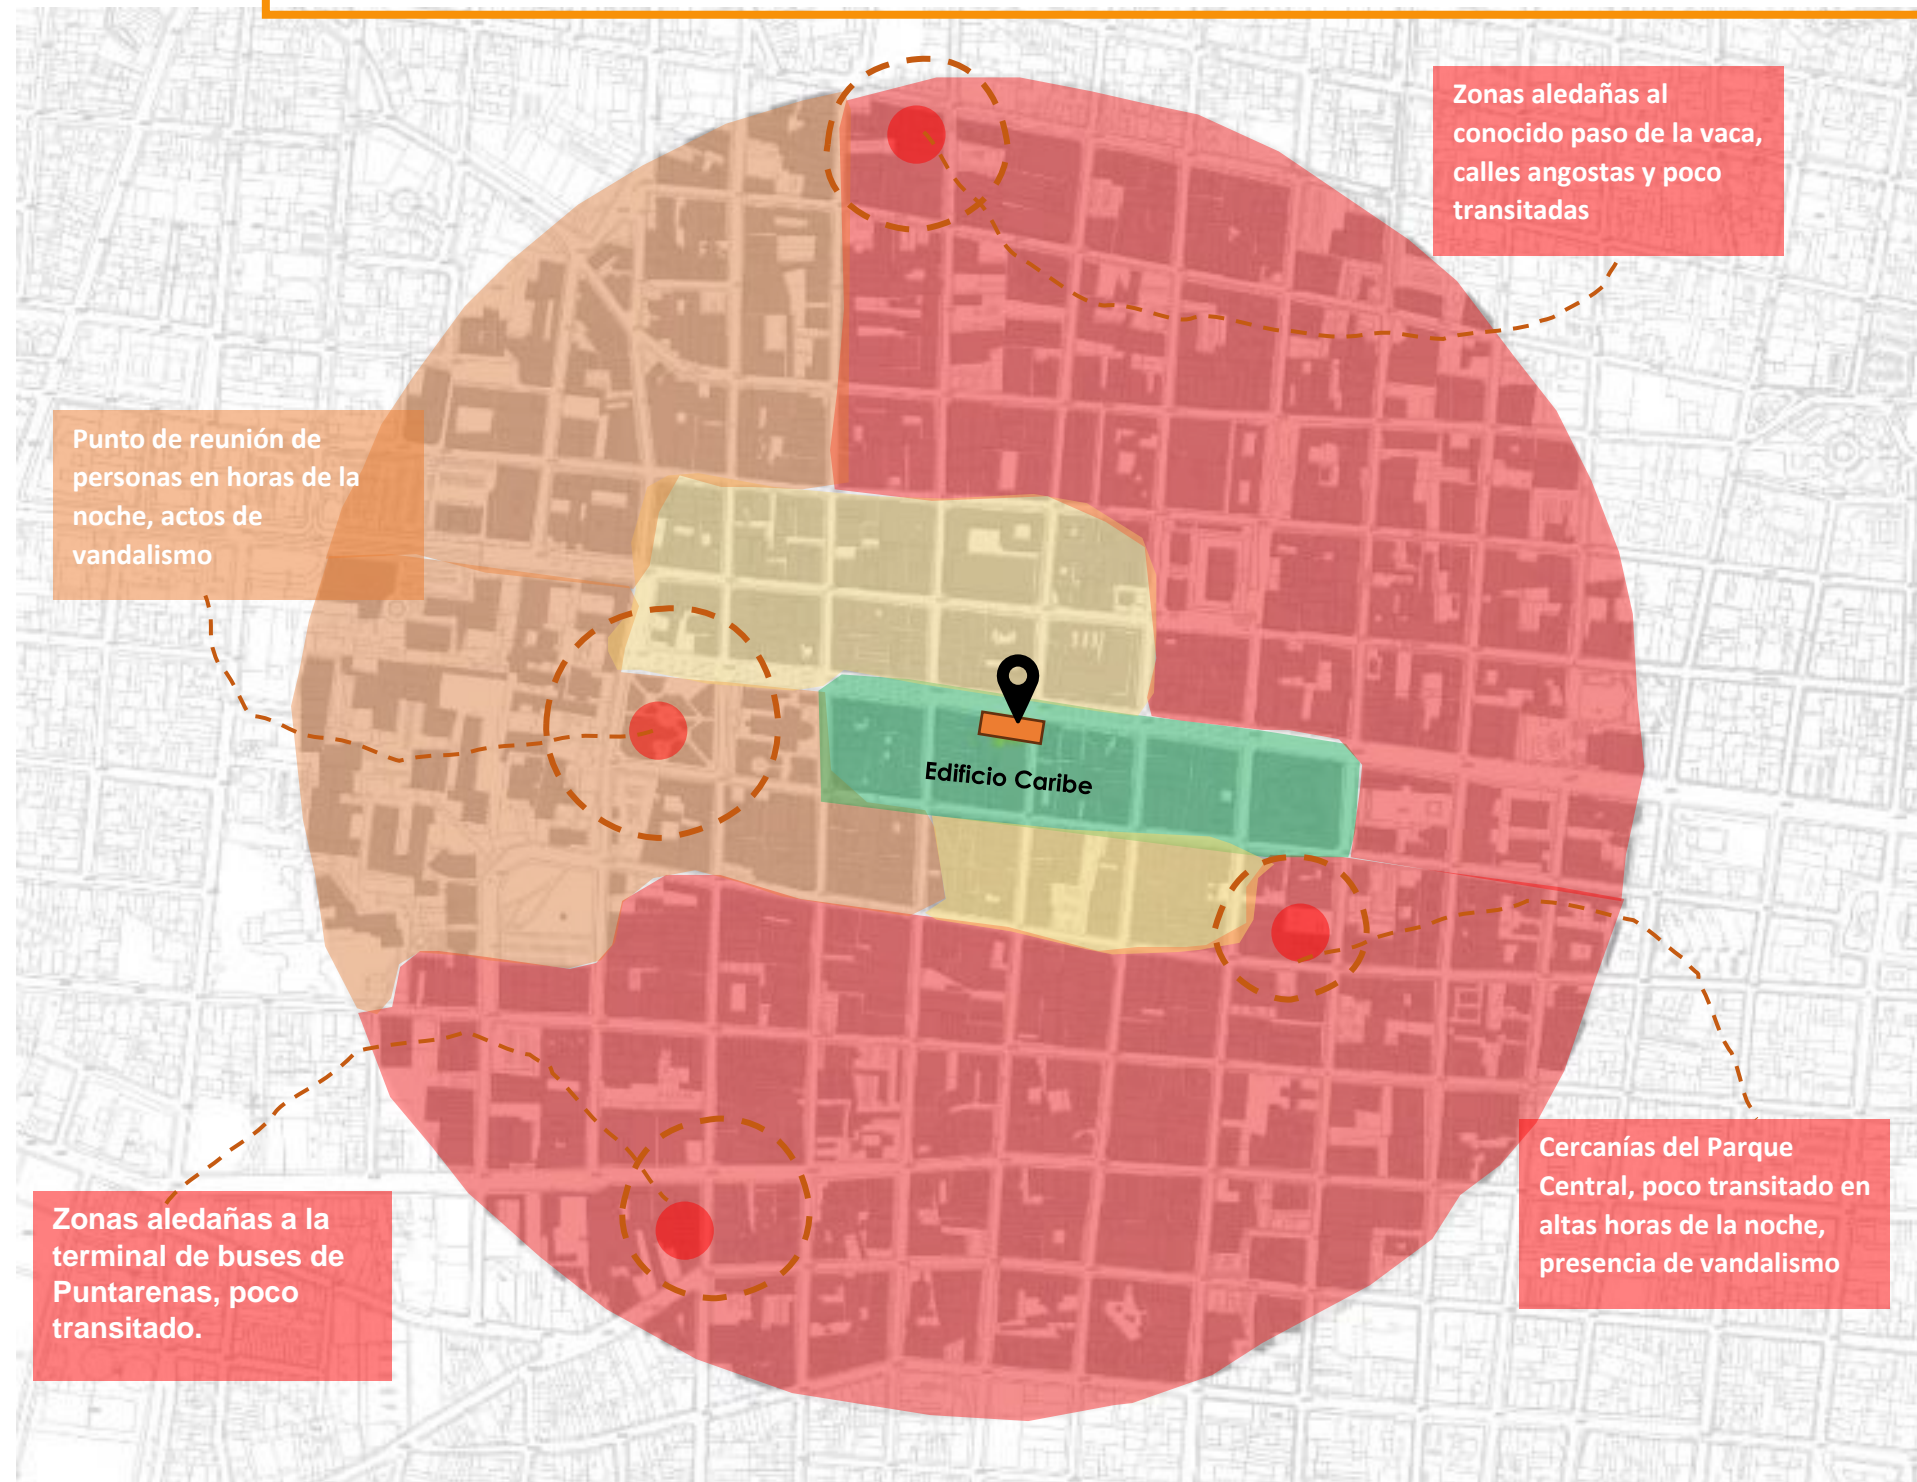 Zonas aledañas al
conocido paso de la vaca,
calles angostas y poco
transitadas
Punto de reunión de
personas en horas de la
noche, actos de
vandalismo
Edificio Caribe
Cercanías del Parque
Central, poco transitado en
altas horas de la noche,
presencia de vandalismo
Zonas aledañas a la
terminal de buses de
Puntarenas, poco
transitado.